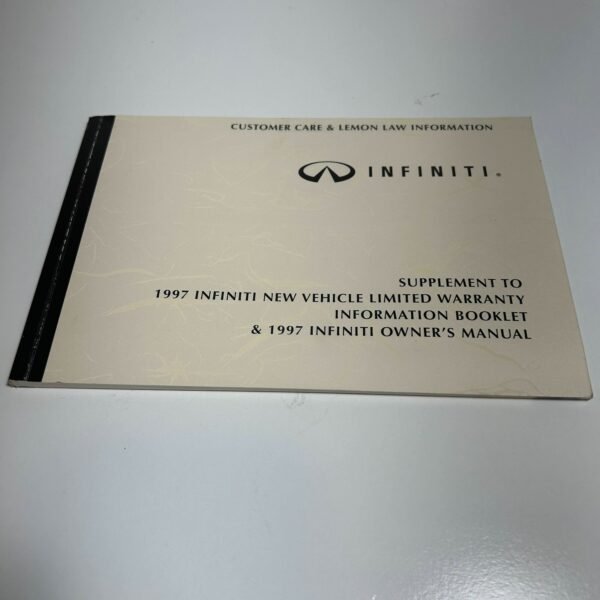 CUSTOMER CARE & LEMON LAW INFORMATION
INFINITI®
SUPPLEMENT TO
1997 INFINITI NEW VEHICLE LIMITED WARRANTY
INFORMATION BOOKLET
& 1997 INFINITI OWNER'S MANUAL